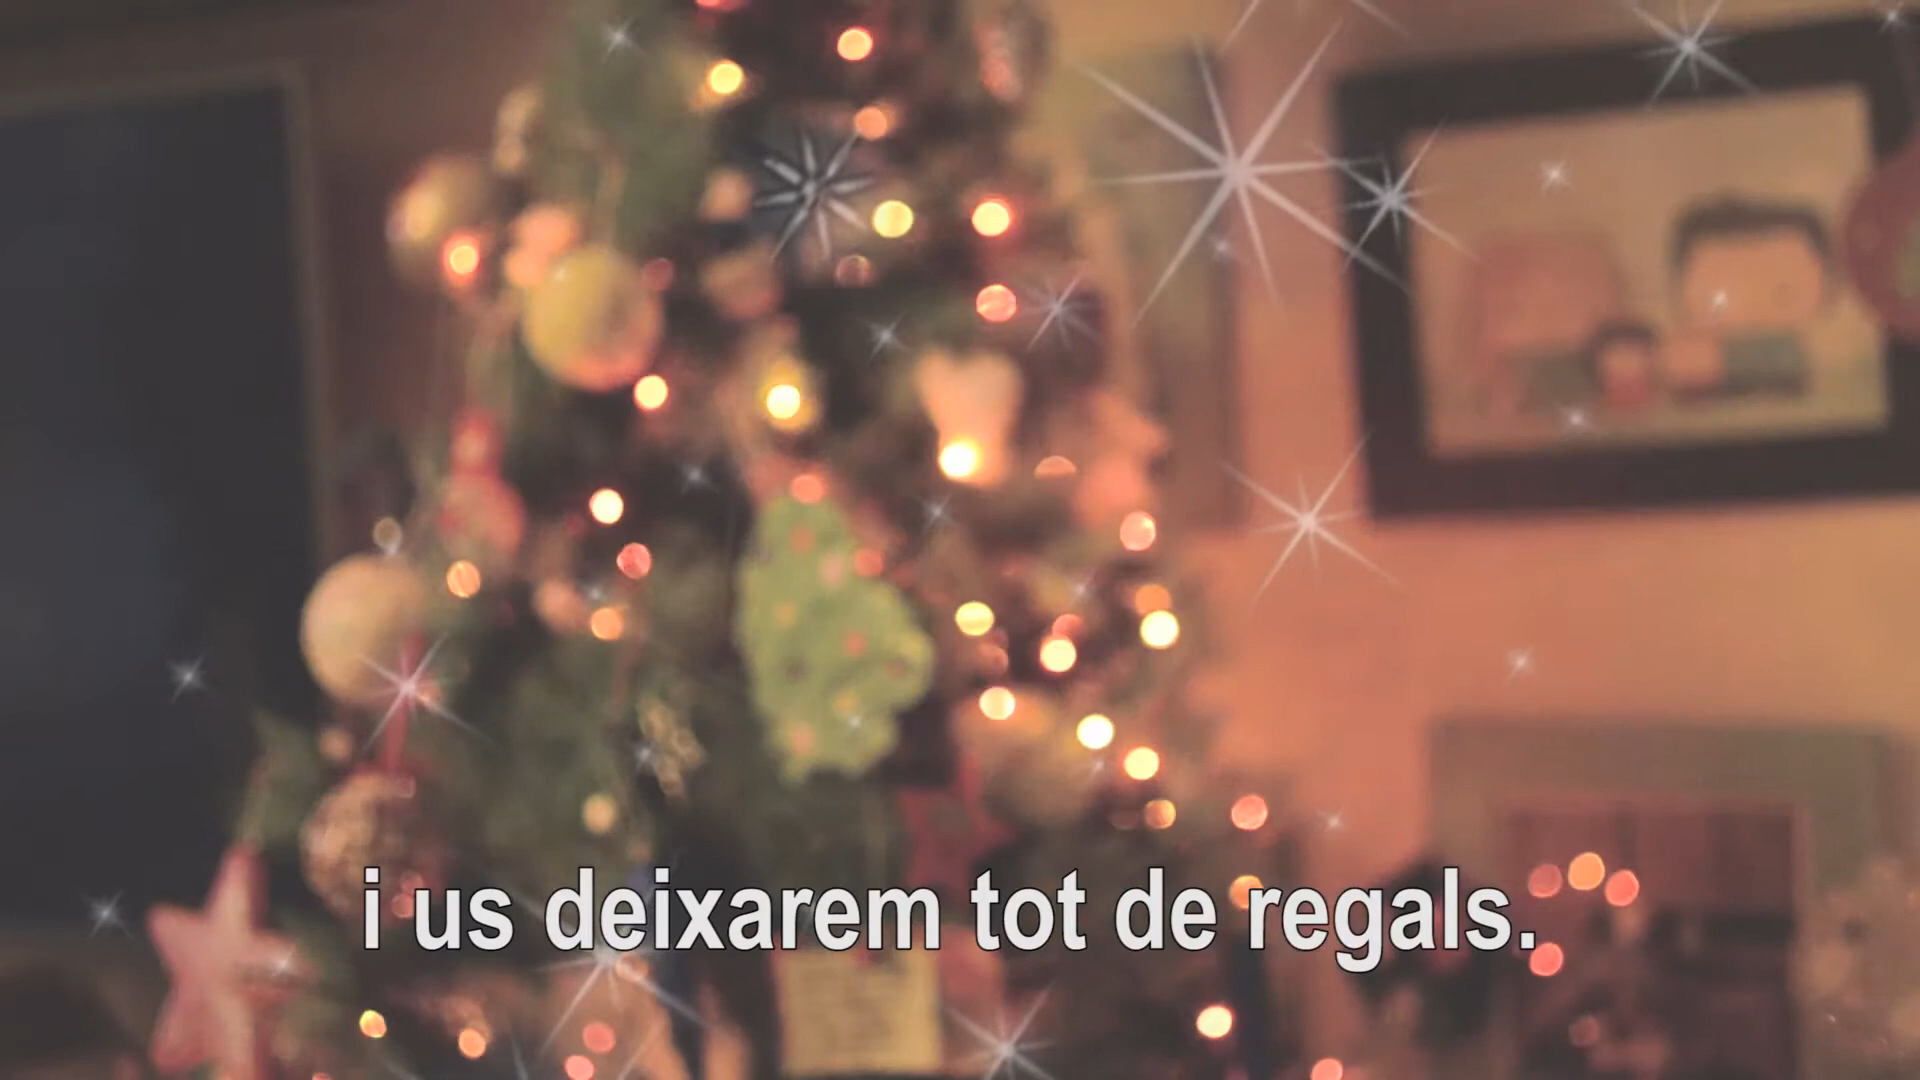 i us deixarem tot de regals.